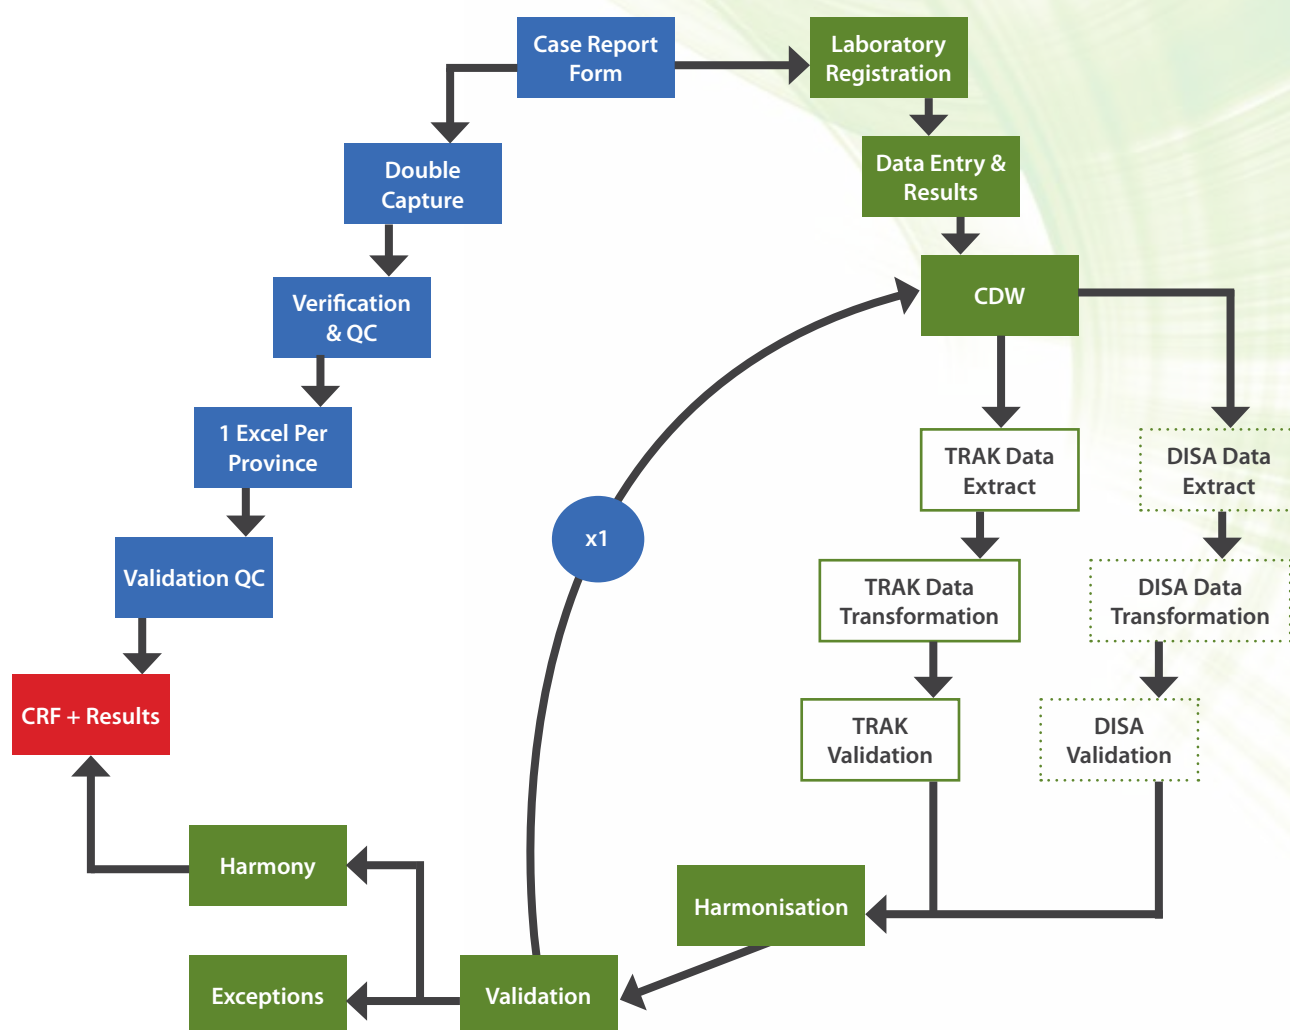 Case Report
Form
Laboratory
Registration
Double
Capture
Data Entry &
Results
Verification
& QC
CDW
1 Excel Per
Province
TRAK Data
Extract
DISA Data
Extract
x1
Validation QC
TRAK Data
Transformation
DISA Data
Transformation
CRF + Results
TRAK
Validation
DISA
Validation
Harmony
Harmonisation
Exceptions
Validation